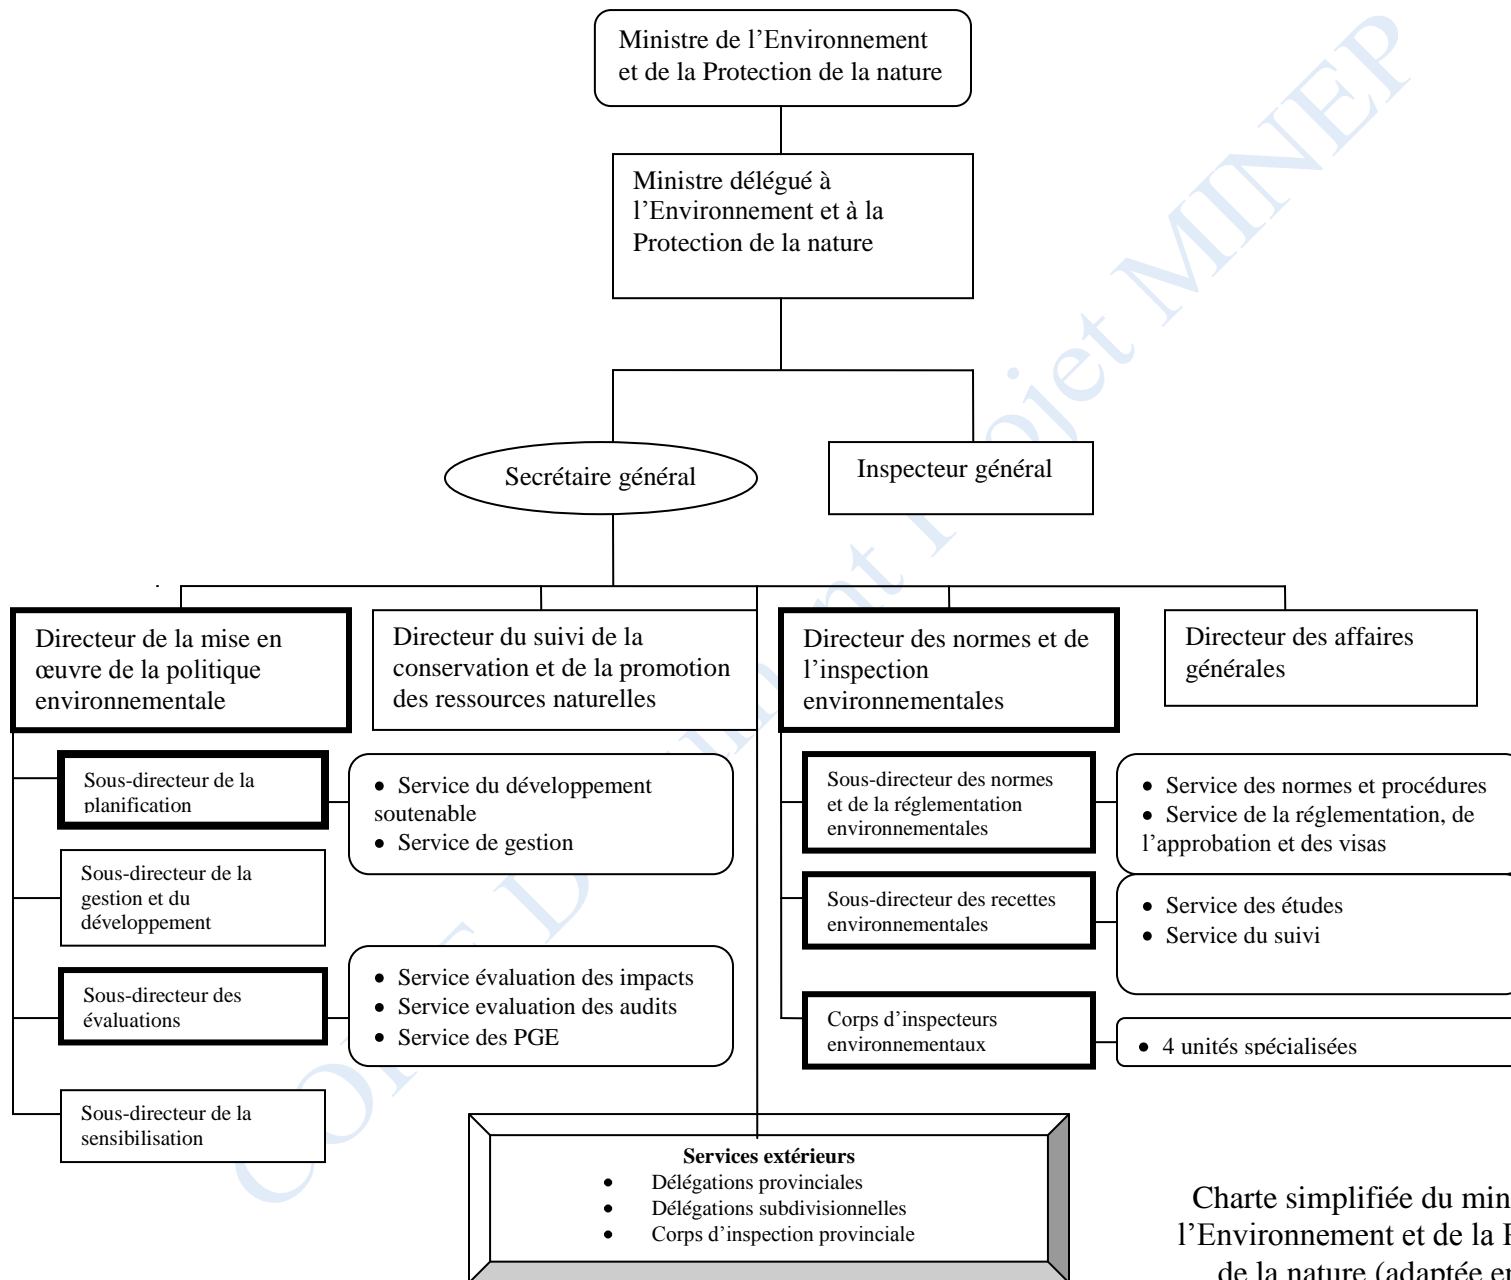 Ministre de l’Environnement
et de la Protection de la nature
Ministre délégué à
l’Environnement et à la
Protection de la nature
Secrétaire général
Inspecteur général
Directeur de la mise en
œuvre de la politique
environnementale
Directeur du suivi de la
conservation et de la promotion
des ressources naturelles
Directeur des normes et de
l’inspection
environnementales
Directeur des affaires
générales
Sous-directeur de la
planification
• Service du développement
soutenable
• Service de gestion
Sous-directeur de la
gestion et du
développement
Sous-directeur des
évaluations
• Service évaluation des impacts
• Service evaluation des audits
• Service des PGE
Sous-directeur de la
sensibilisation
Sous-directeur des normes
et de la réglementation
environnementales
• Service des normes et procédures
• Service de la réglementation, de
l’approbation et des visas
Sous-directeur des recettes
environnementales
• Service des études
• Service du suivi
Corps d’inspecteurs
environnementaux
• 4 unités spécialisées
Services extérieurs
• Délégations provinciales
• Délégations subdivisionnelles
• Corps d’inspection provinciale
Charte simplifiée du
l’Environnement et de la
de la nature (adaptée
Projet MINEP